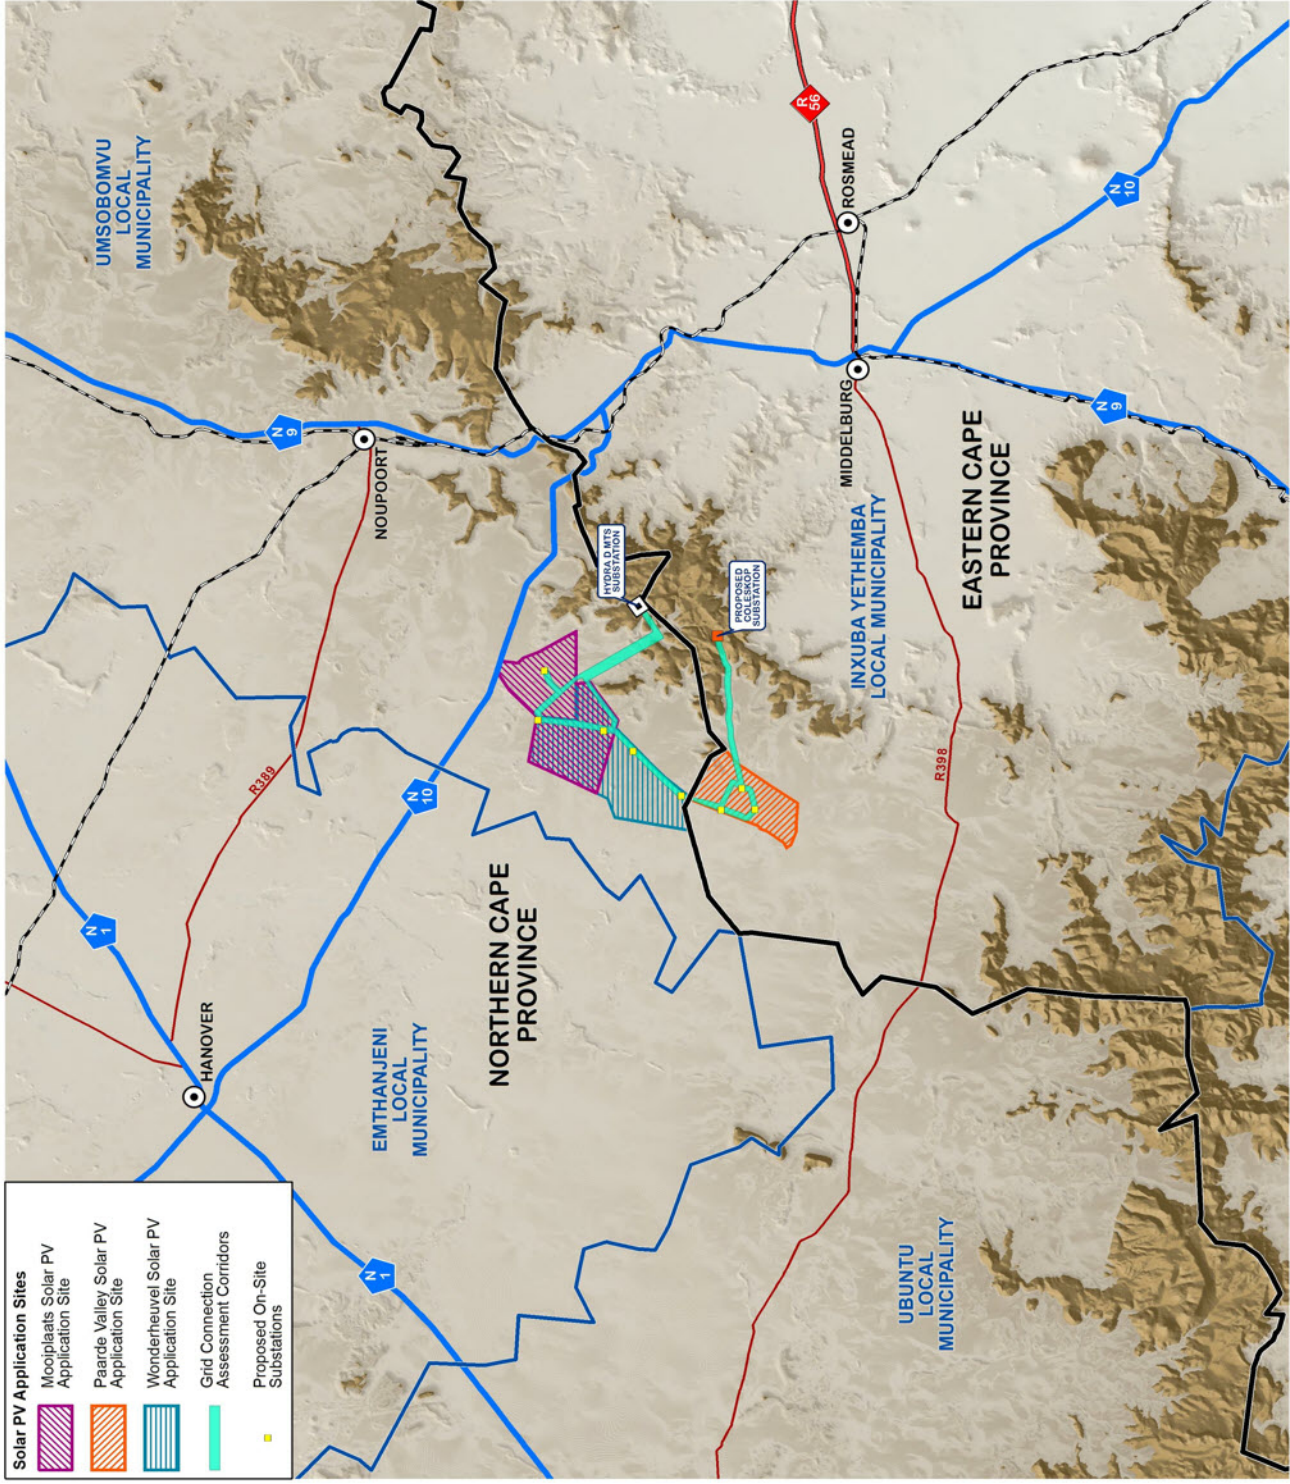 Solar PV Application Sites
Mooiplaats Solar PV
Application Site
Paarde Valley Solar PV
Application Site
Wonderheuvel Solar PV
Application Site
Grid Connection
Assessment Corridors
Proposed On-Site
Substations
N
1
HANOVER
N
1
R389
N
10
EMTHANJENI
LOCAL
MUNICIPALITY
NORTHERN CAPE
PROVINCE
UBUNTU
LOCAL
MUNICIPALITY
UMSOBOMVU
LOCAL
MUNICIPALITY
N
9
NOUPOORT
HYDRA D MTS
SUBSTATION
PROPOSED
COLESKOP
SUBSTATION
R
56
ROSMEAD
MIDDELBURG
INXUBA YETHEMBA
LOCAL MUNICIPALITY
R398
EASTERN CAPE
PROVINCE
N
10
N
9